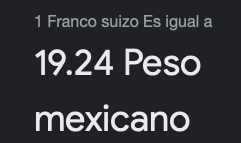 1 Franco suizo Es igual a
19.24 Peso
mexicano